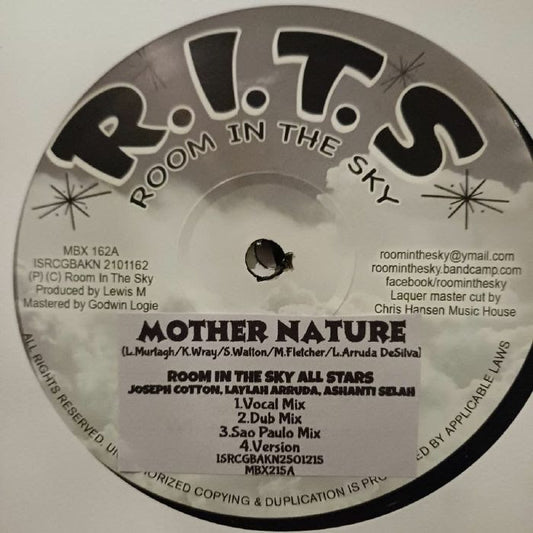 R.I.T.S
ROOM IN THE SKY
MBX 162A
ISRCGBAKN 2101162
(P) (C) Room In The Sky
Produced by Lewis M
Mastered by Godwin Logie
roominthesky@ymail.com
roominthesky.bandcamp.com
facebook/roominthesky
Laquer master cut by
Chris Hansen Music House
MOTHER NATURE
(L.Murtagh/K.Wray/S.Walton/M.Fletcher/L.Arruda DeSilva)
ROOM IN THE SKY ALL STARS
JOSEPH COTTON, LAYLAH ARRUDA, ASHANTI SELAH
1.Vocal Mix
2.Dub Mix
3.Sao Paulo Mix
4.Version
ISRCGBAKN2501215
MBX215A
ALL RIGHTS RESERVED, COPYING & DUPLICATION IS BY APPLICABLE LAWS